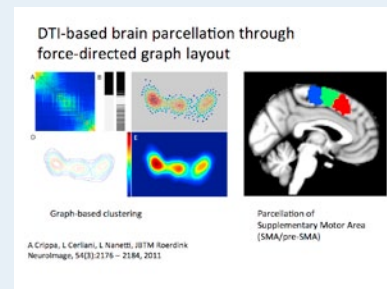 DTI-based brain parcellation through
force-directed graph layout
A
B
D
E
Graph-based clustering
Parcellation of
Supplementary Motor Area
(SMA/pre-SMA)
A Crippa, L Cerliani, L Nanetti, JBTM Roerdink
NeuroImage, 54(3):2176 – 2184, 2011